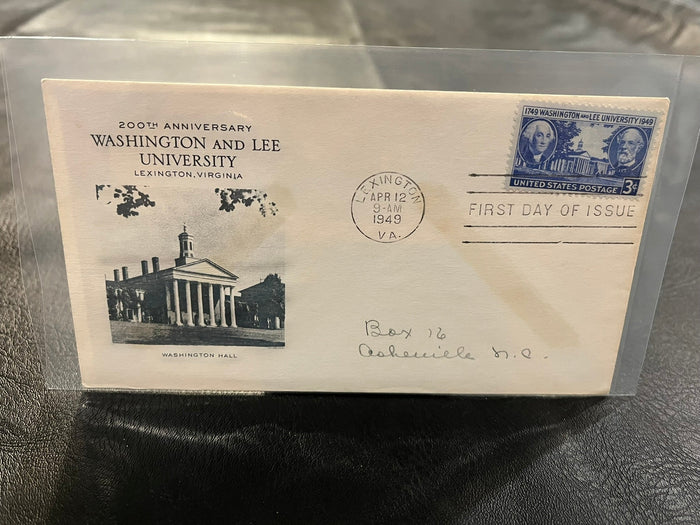 200TH ANNIVERSARY
WASHINGTON AND LEE
UNIVERSITY
LEXINGTON, VIRGINIA
WASHINGTON HALL
LEXINGTON
APR 12
9-AM
1949
VA.
1749 WASHINGTON AND LEE UNIVERSITY 1949
UNITED STATES POSTAGE 3¢
FIRST DAY OF ISSUE
Box 16
Asheville N.C.